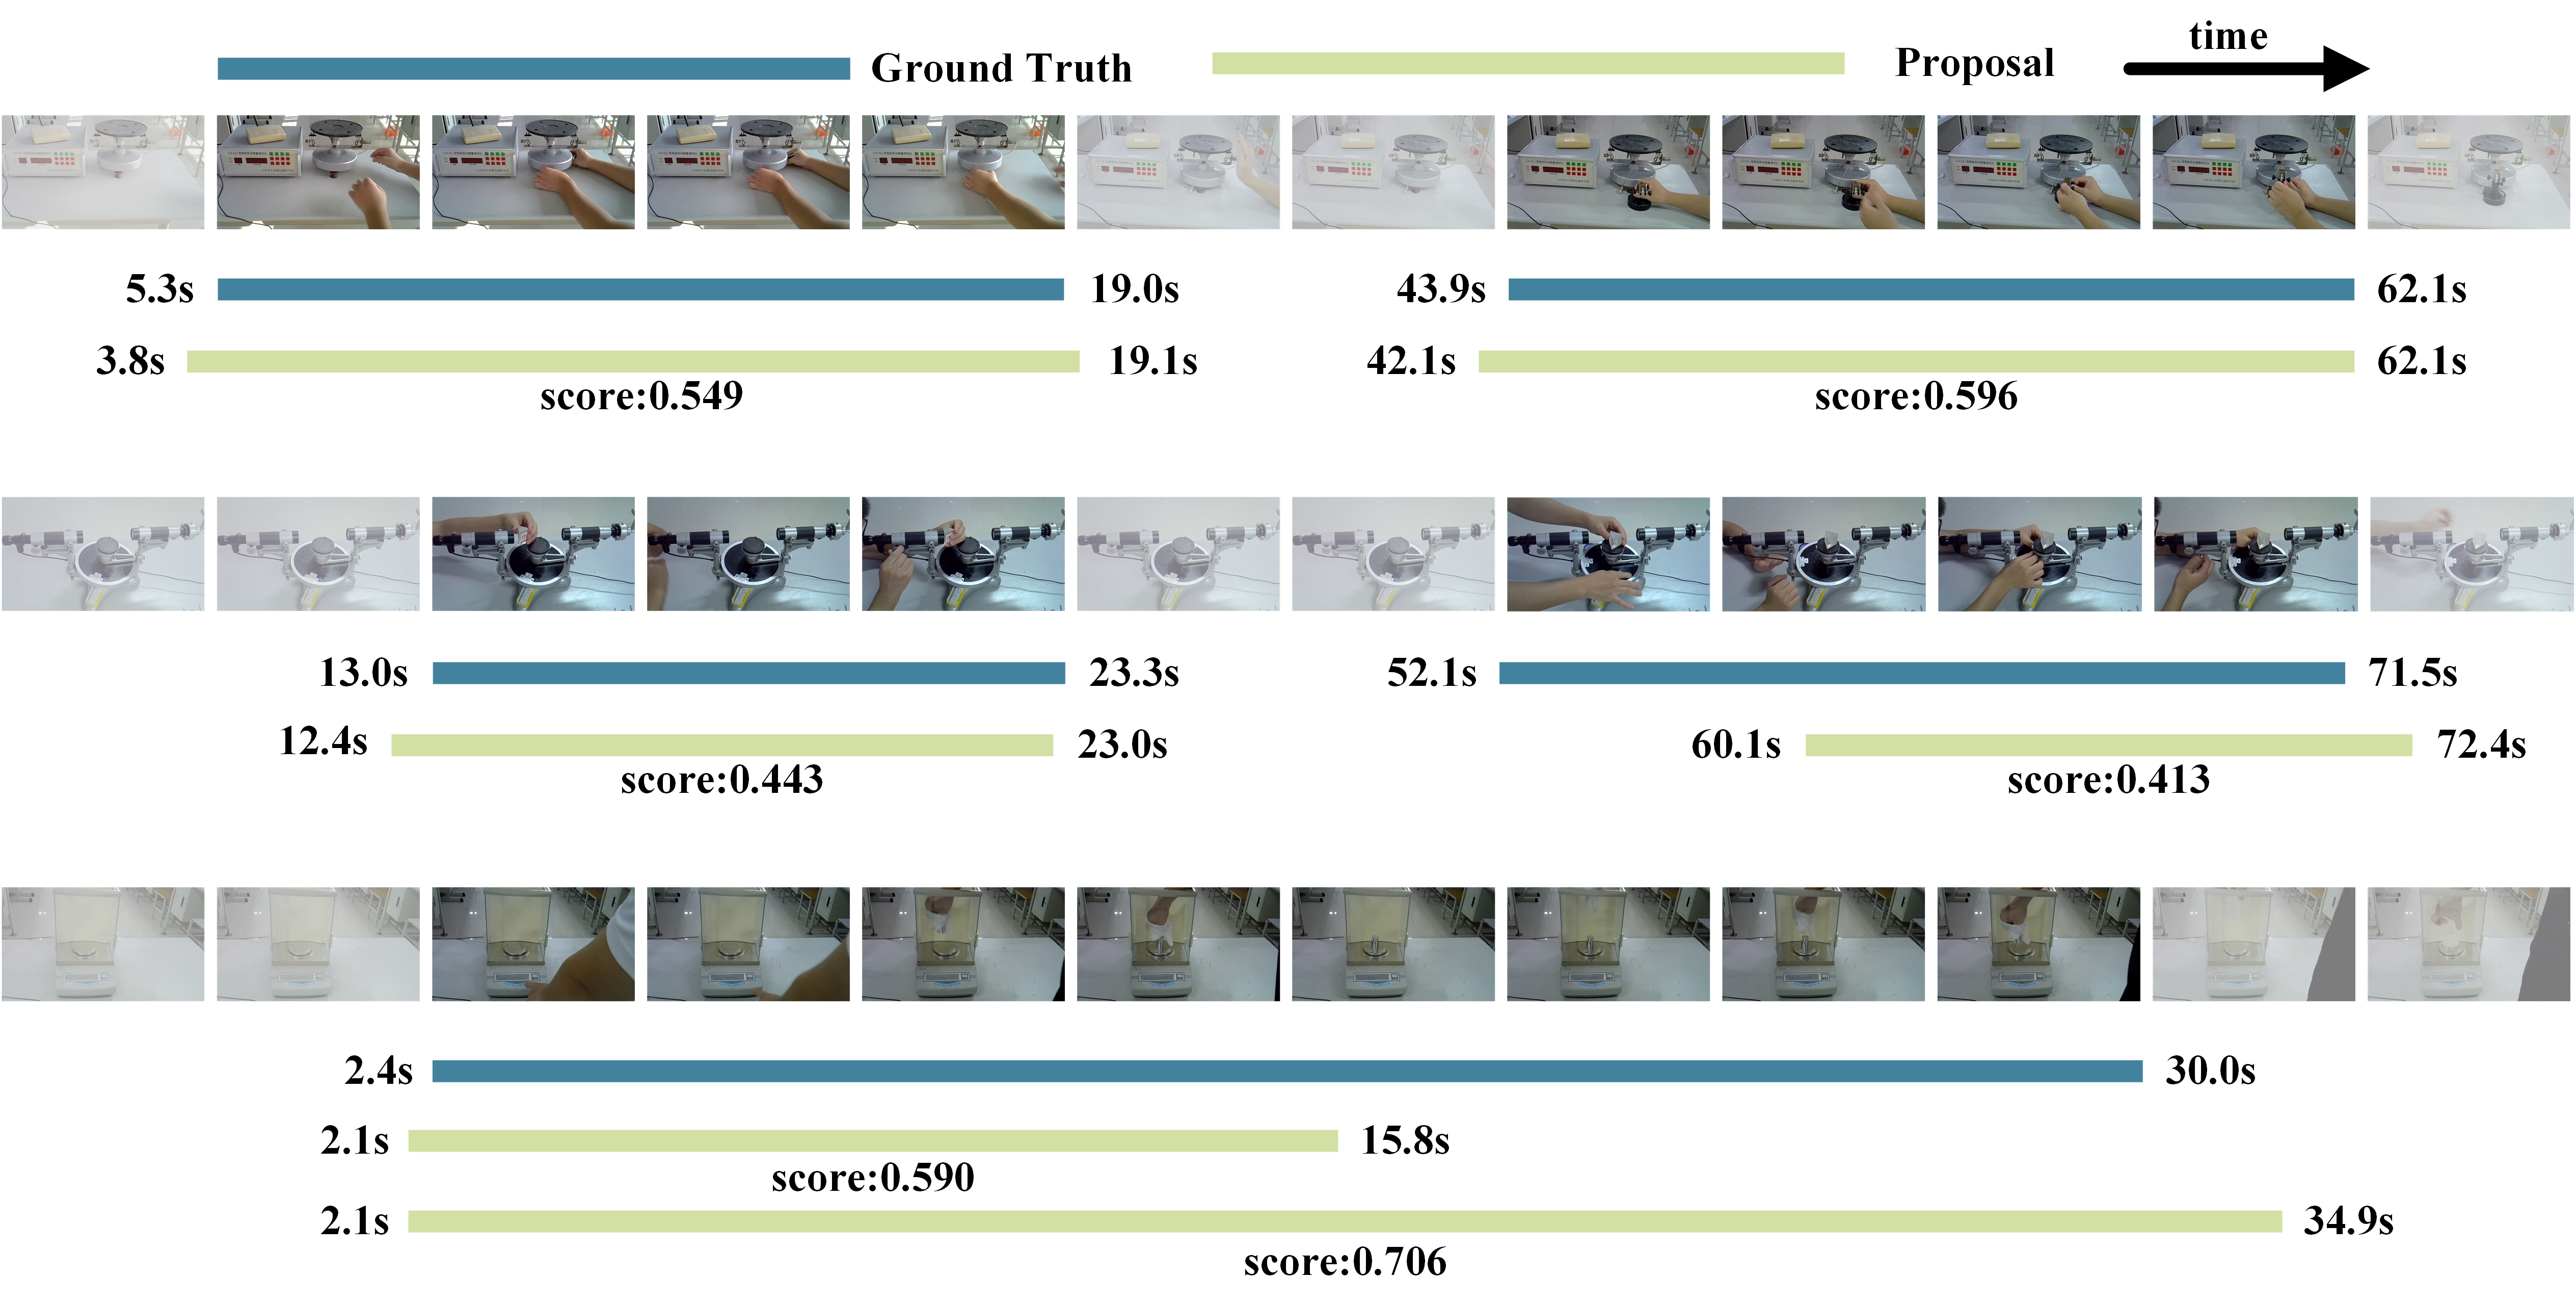 Ground Truth
Proposal
time
5.3s
19.0s
43.9s
62.1s
3.8s
19.1s
42.1s
62.1s
score:0.549
score:0.596
13.0s
23.3s
52.1s
71.5s
12.4s
23.0s
60.1s
72.4s
score:0.443
score:0.413
2.4s
30.0s
2.1s
15.8s
score:0.590
2.1s
34.9s
score:0.706